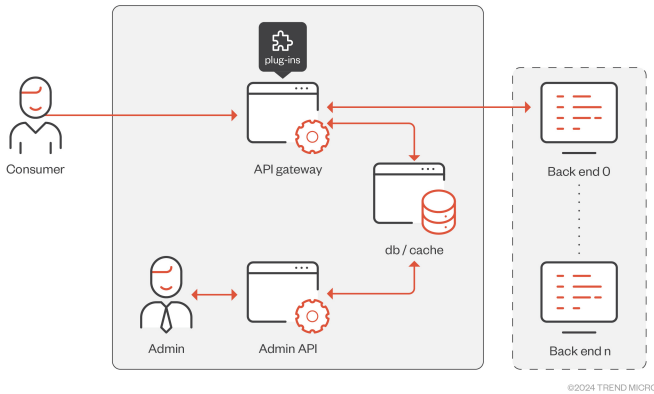 plug-ins
Consumer
API gateway
Back end 0
db / cache
Admin
Admin API
Back end n
©2024 TREND MICRO